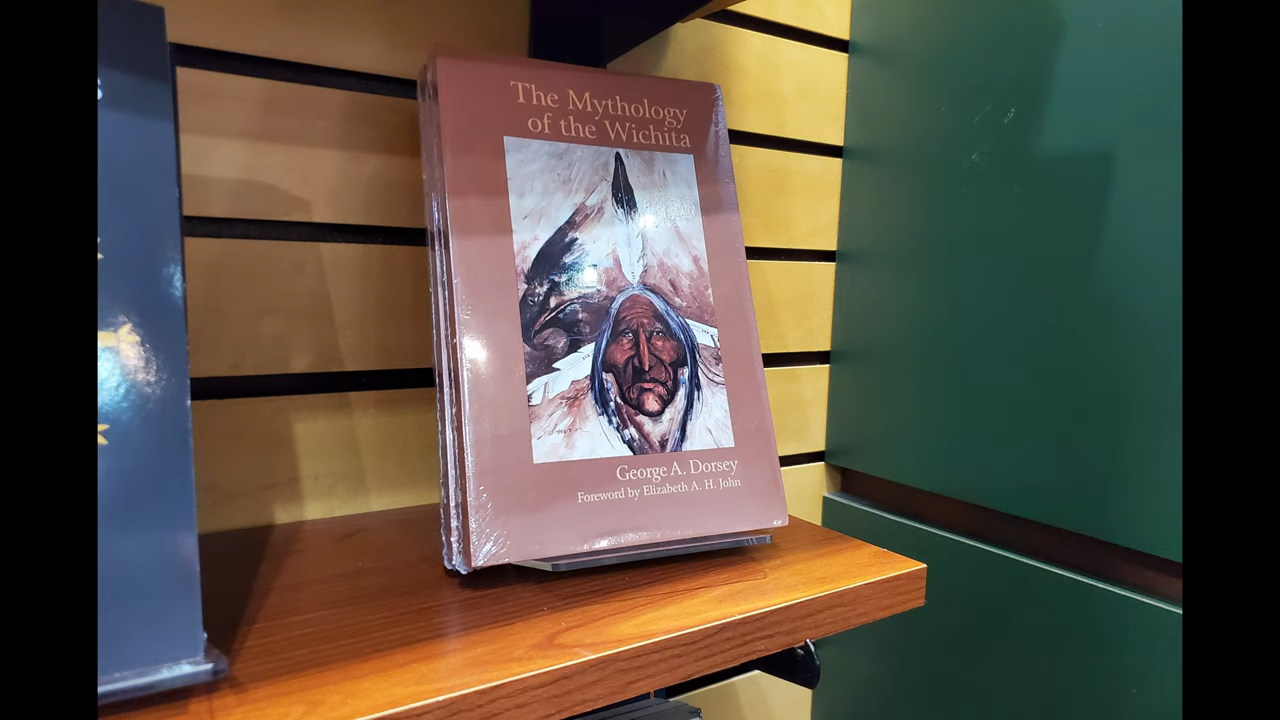 The Mythology
of the Wichita
George A. Dorsey
Foreword by Elizabeth A. H. John